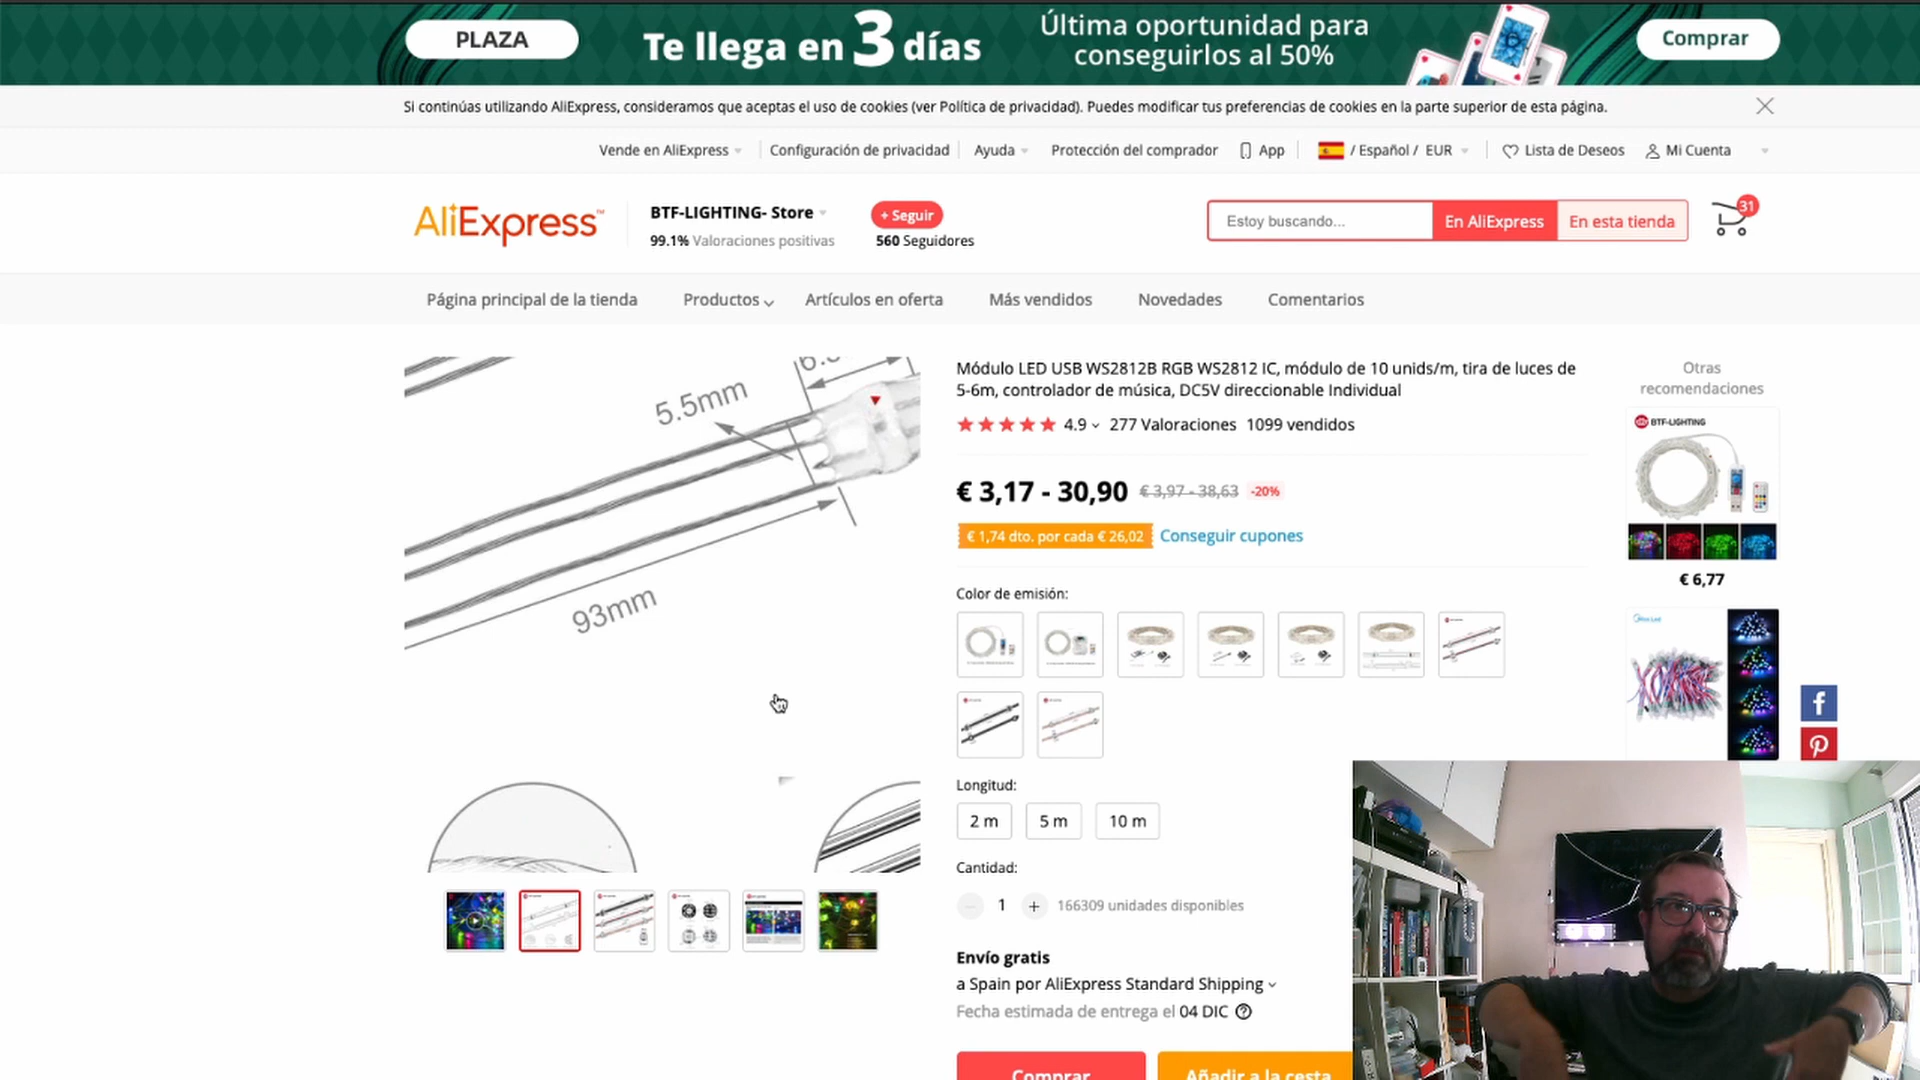 PLAZA
Te llega en 3 días
Última oportunidad para
conseguirlos al 50%
Comprar
Si continúas utilizando AliExpress, consideramos que aceptas el uso de cookies (ver Política de privacidad). Puedes modificar tus preferencias de cookies en la parte superior de esta página.
Vende en AliExpress
Configuración de privacidad
Ayuda
Protección del comprador
App
/ Español / EUR
Lista de Deseos
Mi Cuenta
AliExpress™
BTF-LIGHTING- Store
99.1% Valoraciones positivas
+ Seguir
560 Seguidores
Estoy buscando...
En AliExpress
En esta tienda
31
Página principal de la tienda
Productos
Artículos en oferta
Más vendidos
Novedades
Comentarios
5.5mm
93mm
Módulo LED USB WS2812B RGB WS2812 IC, módulo de 10 unids/m, tira de luces de
5-6m, controlador de música, DC5V direccionable Individual
4.9
277 Valoraciones
1099 vendidos
€ 3,17 - 30,90
€ 3,97 - 38,63
-20%
€ 1,74 dto. por cada € 26,02
Conseguir cupones
Color de emisión:
Longitud:
2 m
5 m
10 m
Cantidad:
1
166309 unidades disponibles
Envío gratis
a Spain por AliExpress Standard Shipping
Fecha estimada de entrega el 04 DIC
Comprar
Añadir a la cesta
Otras
recomendaciones
BTF-LIGHTING
€ 6,77